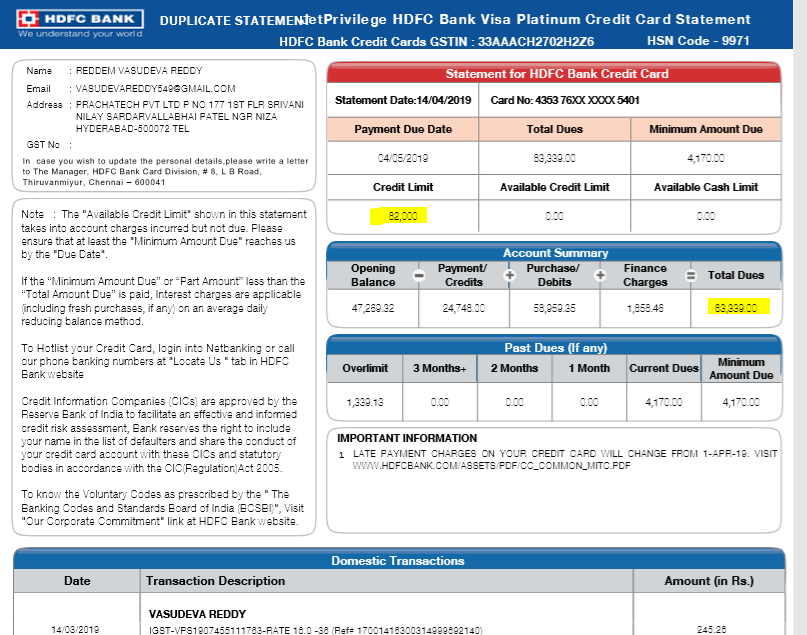 HDFC BANK
We understand your world
DUPLICATE STATEMENT JetPrivilege HDFC Bank Visa Platinum Credit Card Statement
HDFC Bank Credit Cards GSTIN : 33AAACH2702H2Z6
HSN Code - 9971
Name : REDDEM VASUDEVA REDDY
Email : VASUDEVAREDDY549@GMAIL.COM
Address : PRACHATECH PVT LTD P NO 177 1ST FLR SRIVANI
NILAY SARDARVALLABHAI PATEL NGR NIZA
HYDERABAD-500072 TEL
GST No :
In case you wish to update the personal details,please write a letter
to The Manager, HDFC Bank Card Division, # 8, L B Road,
Thiruvanmiyur, Chennai – 600041
Statement for HDFC Bank Credit Card
Statement Date:14/04/2019 Card No: 4353 76XX XXXX 5401
Payment Due Date Total Dues Minimum Amount Due
04/05/2019 83,339.00 4,170.00
Credit Limit Available Credit Limit Available Cash Limit
82,000 0.00 0.00
Note : The "Available Credit Limit" shown in this statement
takes into account charges incurred but not due. Please
ensure that at least the "Minimum Amount Due" reaches us
by the "Due Date".
If the “Minimum Amount Due” or “Part Amount” less than the
“Total Amount Due” is paid, Interest charges are applicable
(including fresh purchases, if any) on an average daily
reducing balance method.
To Hotlist your Credit Card, login into Netbanking or call
our phone banking numbers at "Locate Us " tab in HDFC
Bank website
Credit Information Companies (CICs) are approved by the
Reserve Bank of India to facilitate an effective and informed
credit risk assessment, Bank reserves the right to include
your name in the list of defaulters and share the conduct of
your credit card account with these CICs and statutory
bodies in accordance with the CIC(Regulation)Act 2005.
To know the Voluntary Codes as prescribed by the " The
Banking Codes and Standards Board of India (BCSBI)", Visit
"Our Corporate Commitment" link at HDFC Bank website.
Account Summary
Opening Balance - Payment/ Credits + Purchase/ Debits + Finance Charges = Total Dues
47,269.32 24,748.00 58,959.35 1,858.46 83,339.00
Past Dues (If any)
Overlimit 3 Months+ 2 Months 1 Month Current Dues Minimum Amount Due
1,339.13 0.00 0.00 0.00 4,170.00 4,170.00
IMPORTANT INFORMATION
1 LATE PAYMENT CHARGES ON YOUR CREDIT CARD WILL CHANGE FROM 1-APR-19. VISIT
WWW.HDFCBANK.COM/ASSETS/PDF/CC_COMMON_MITC.PDF
Domestic Transactions
Date Transaction Description Amount (in Rs.)
VASUDEVA REDDY
14/03/2019 IGST-VPS1907455111763-RATE 18.0 -36 (Ref# 17001416300314999892140) 245.28